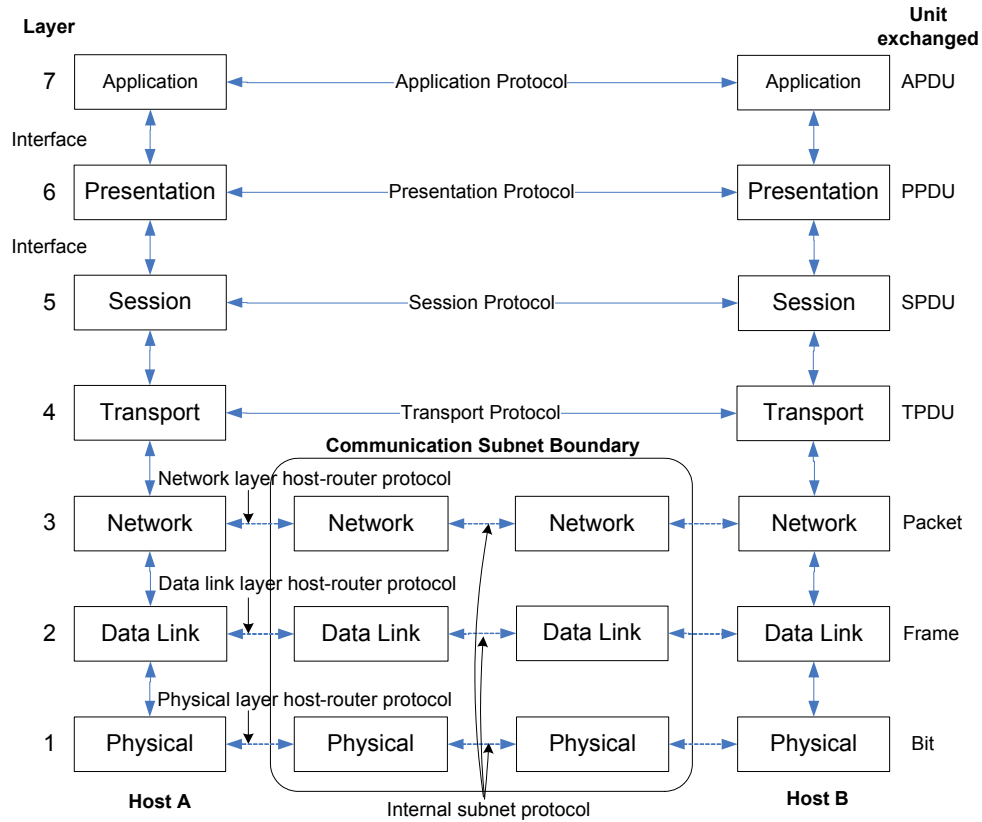 Layer
Unit exchanged
7
Application
Application Protocol
Application
APDU
Interface
6
Presentation
Presentation Protocol
Presentation
PPDU
Interface
5
Session
Session Protocol
Session
SPDU
4
Transport
Transport Protocol
Transport
TPDU
Communication Subnet Boundary
Network layer host-router protocol
3
Network
Network
Network
Network
Packet
Data link layer host-router protocol
2
Data Link
Data Link
Data Link
Data Link
Frame
Physical layer host-router protocol
1
Physical
Physical
Physical
Physical
Bit
Host A
Internal subnet protocol
Host B